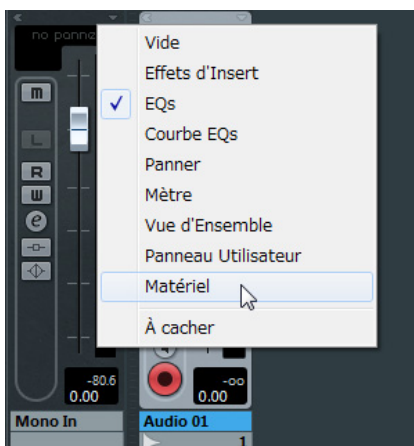 no panne
Vide
Effets d'Insert
EQs
Courbe EQs
Panner
Mètre
Vue d'Ensemble
Panneau Utilisateur
Matériel
À cacher
m
L
R
W
e
-80.6
0.00
-oo
0.00
Mono In
Audio 01
1